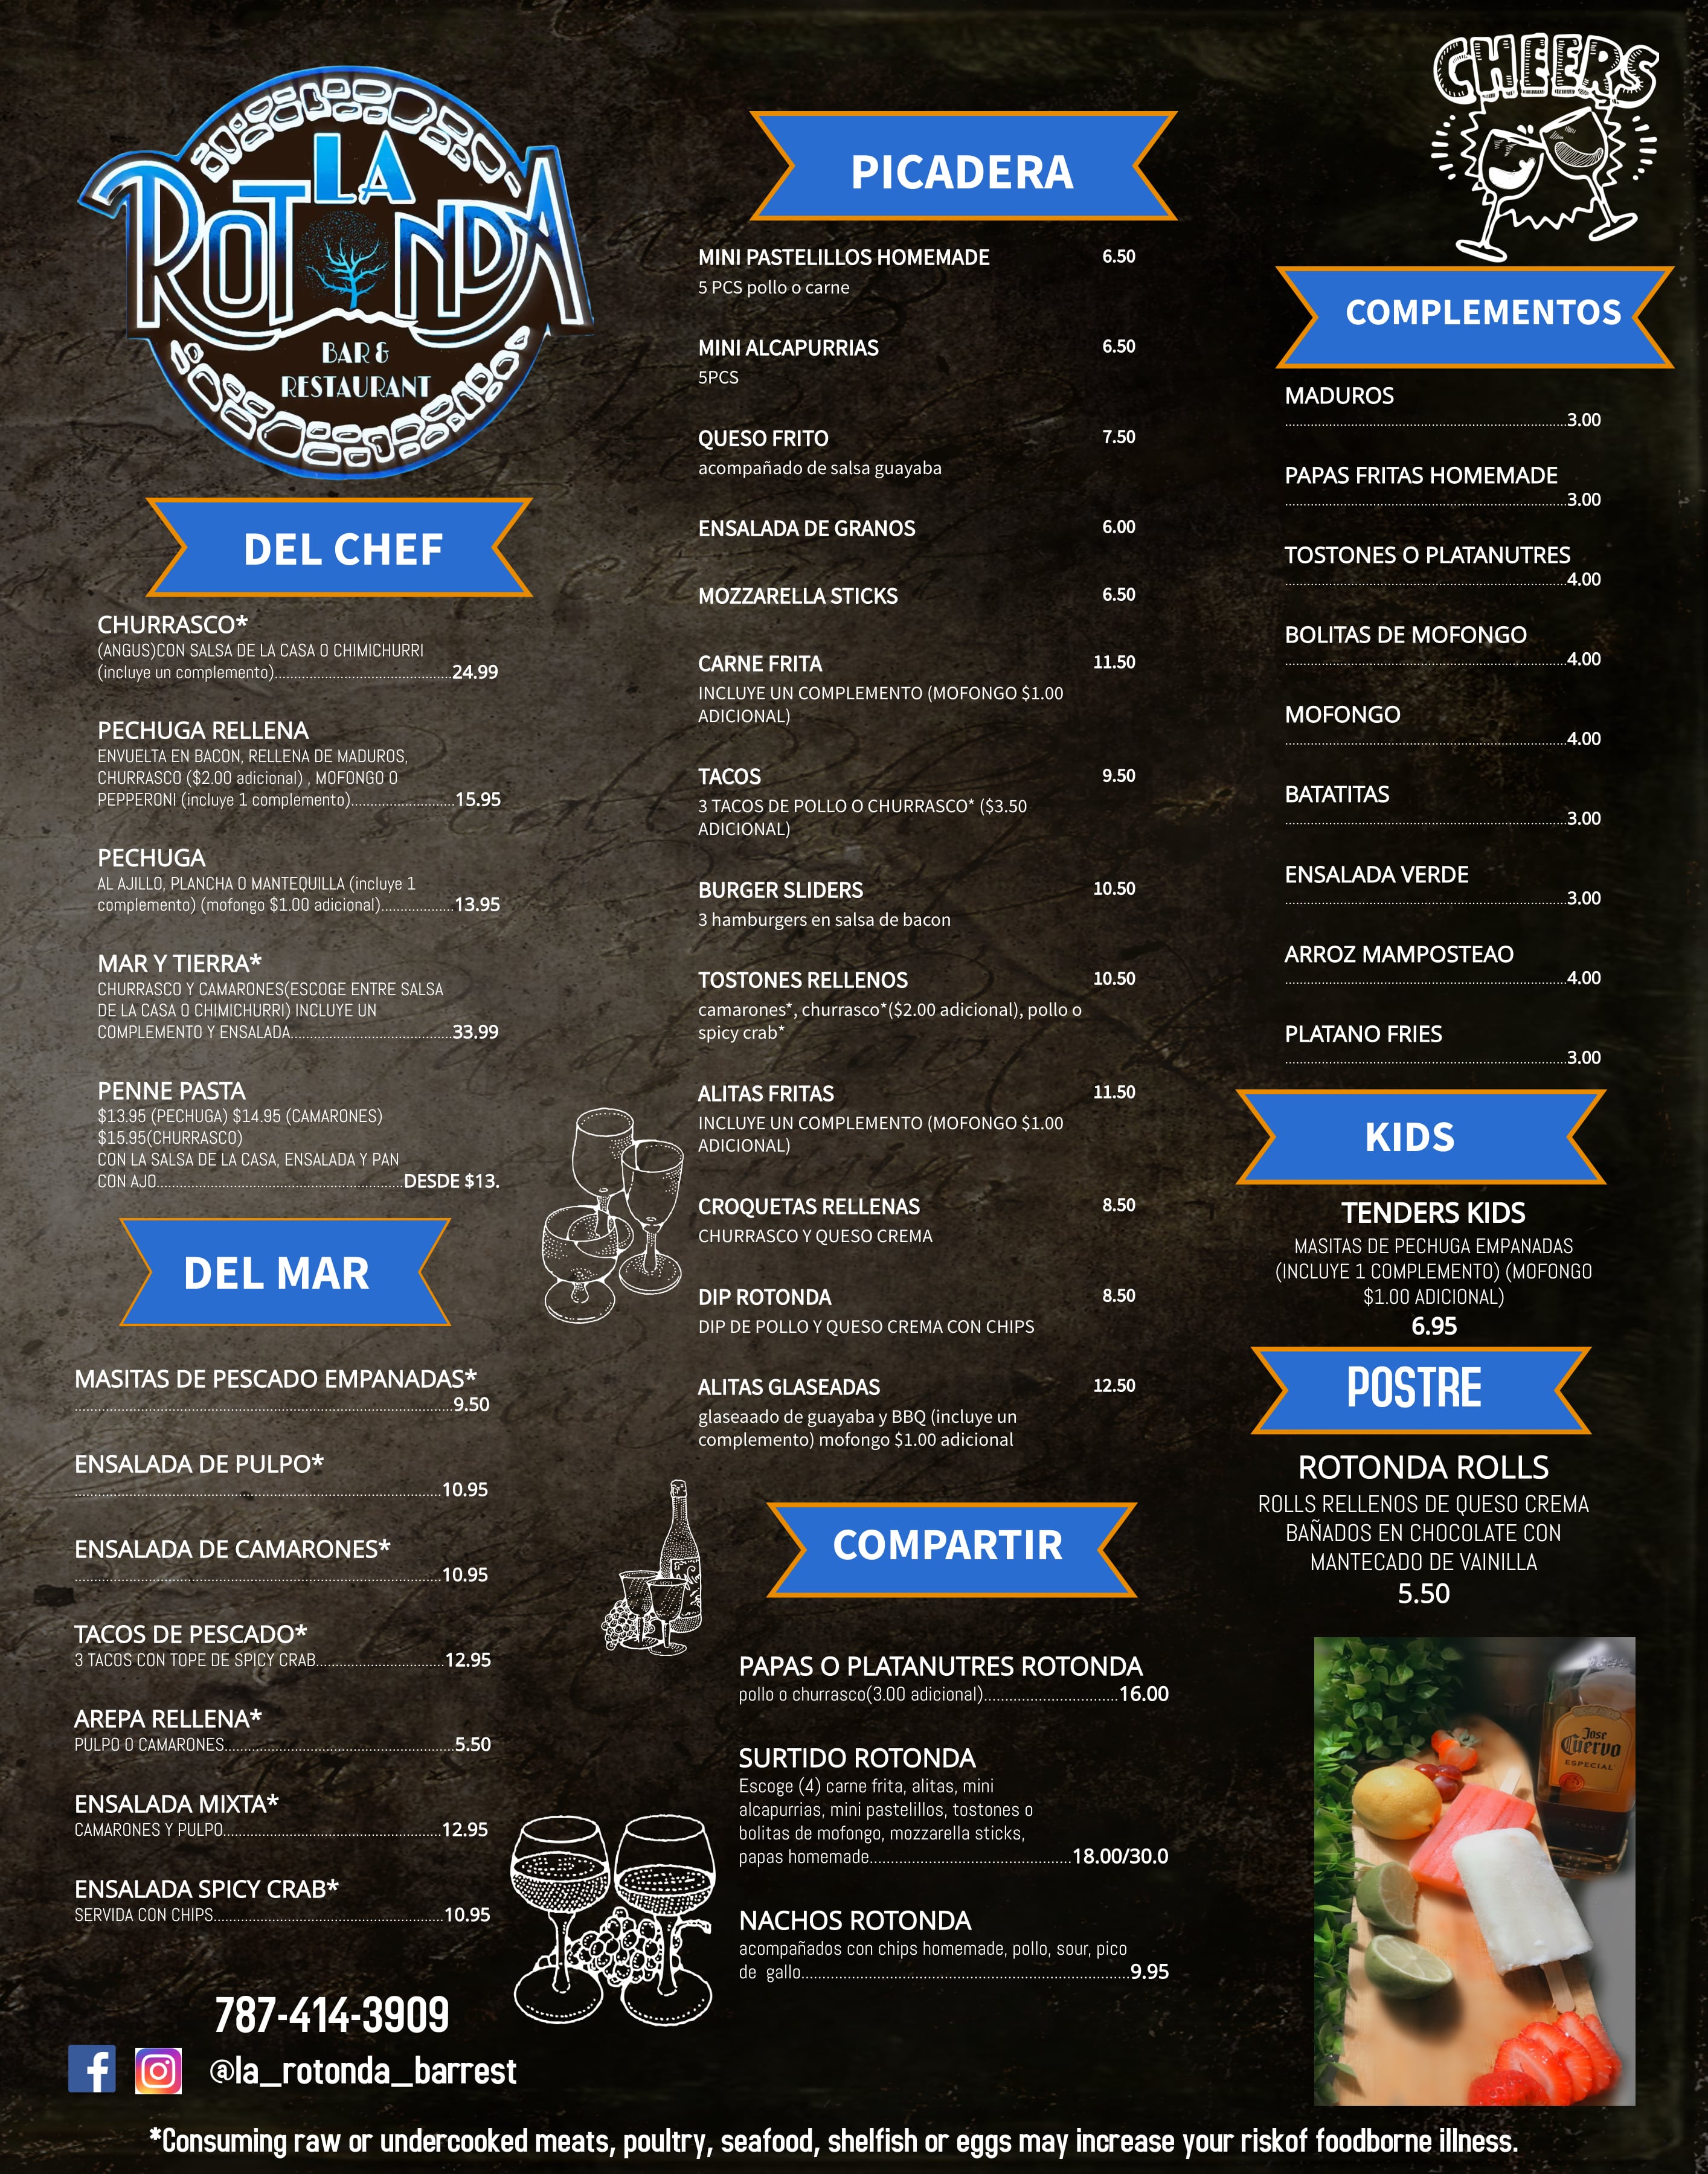 LA
ROTONDA
BAR &
RESTAURANT
DEL CHEF
CHURRASCO*
(ANGUS)CON SALSA DE LA CASA O CHIMICHURRI
(incluye un complemento)..........24.99
PECHUGA RELLENA
ENVUELTA EN BACON, RELLENA DE MADUROS,
CHURRASCO ($2.00 adicional) , MOFONGO O
PEPPERONI (incluye 1 complemento)..........15.95
PECHUGA
AL AJILLO, PLANCHA O MANTEQUILLA (incluye 1
complemento) (mofongo $1.00 adicional)..........13.95
MAR Y TIERRA*
CHURRASCO Y CAMARONES(ESCOGE ENTRE SALSA
DE LA CASA O CHIMICHURRI) INCLUYE UN
COMPLEMENTO Y ENSALADA..........33.99
PENNE PASTA
$13.95 (PECHUGA) $14.95 (CAMARONES)
$15.95(CHURRASCO)
CON LA SALSA DE LA CASA, ENSALADA Y PAN
CON AJO..........DESDE $13.
DEL MAR
MASITAS DE PESCADO EMPANADAS*
..........9.50
ENSALADA DE PULPO*
..........10.95
ENSALADA DE CAMARONES*
..........10.95
TACOS DE PESCADO*
3 TACOS CON TOPE DE SPICY CRAB..........12.95
AREPA RELLENA*
PULPO O CAMARONES..........5.50
ENSALADA MIXTA*
CAMARONES Y PULPO..........12.95
ENSALADA SPICY CRAB*
SERVIDA CON CHIPS..........10.95
787-414-3909
@la_rotonda_barrest
PICADERA
MINI PASTELILLOS HOMEMADE 6.50
5 PCS pollo o carne
MINI ALCAPURRIAS 6.50
5PCS
QUESO FRITO 7.50
acompañado de salsa guayaba
ENSALADA DE GRANOS 6.00
MOZZARELLA STICKS 6.50
CARNE FRITA 11.50
INCLUYE UN COMPLEMENTO (MOFONGO $1.00
ADICIONAL)
TACOS 9.50
3 TACOS DE POLLO O CHURRASCO* ($3.50
ADICIONAL)
BURGER SLIDERS 10.50
3 hamburgers en salsa de bacon
TOSTONES RELLENOS 10.50
camarones*, churrasco*($2.00 adicional), pollo o
spicy crab*
ALITAS FRITAS 11.50
INCLUYE UN COMPLEMENTO (MOFONGO $1.00
ADICIONAL)
CROQUETAS RELLENAS 8.50
CHURRASCO Y QUESO CREMA
DIP ROTONDA 8.50
DIP DE POLLO Y QUESO CREMA CON CHIPS
ALITAS GLASEADAS 12.50
glaseaado de guayaba y BBQ (incluye un
complemento) mofongo $1.00 adicional
COMPARTIR
PAPAS O PLATANUTRES ROTONDA
pollo o churrasco(3.00 adicional)..........16.00
SURTIDO ROTONDA
Escoge (4) carne frita, alitas, mini
alcapurrias, mini pastelillos, tostones o
bolitas de mofongo, mozzarella sticks,
papas homemade..........18.00/30.0
NACHOS ROTONDA
acompañados con chips homemade, pollo, sour, pico
de gallo..........9.95
CHEERS
COMPLEMENTOS
MADUROS
..........3.00
PAPAS FRITAS HOMEMADE
..........3.00
TOSTONES O PLATANUTRES
..........4.00
BOLITAS DE MOFONGO
..........4.00
MOFONGO
..........4.00
BATATITAS
..........3.00
ENSALADA VERDE
..........3.00
ARROZ MAMPOSTEAO
..........4.00
PLATANO FRIES
..........3.00
KIDS
TENDERS KIDS
MASITAS DE PECHUGA EMPANADAS
(INCLUYE 1 COMPLEMENTO) (MOFONGO
$1.00 ADICIONAL)
6.95
POSTRE
ROTONDA ROLLS
ROLLS RELLENOS DE QUESO CREMA
BAÑADOS EN CHOCOLATE CON
MANTECADO DE VAINILLA
5.50
Jose
Cuervo
ESPECIAL
*Consuming raw or undercooked meats, poultry, seafood, shelfish or eggs may increase your riskof foodborne illness.